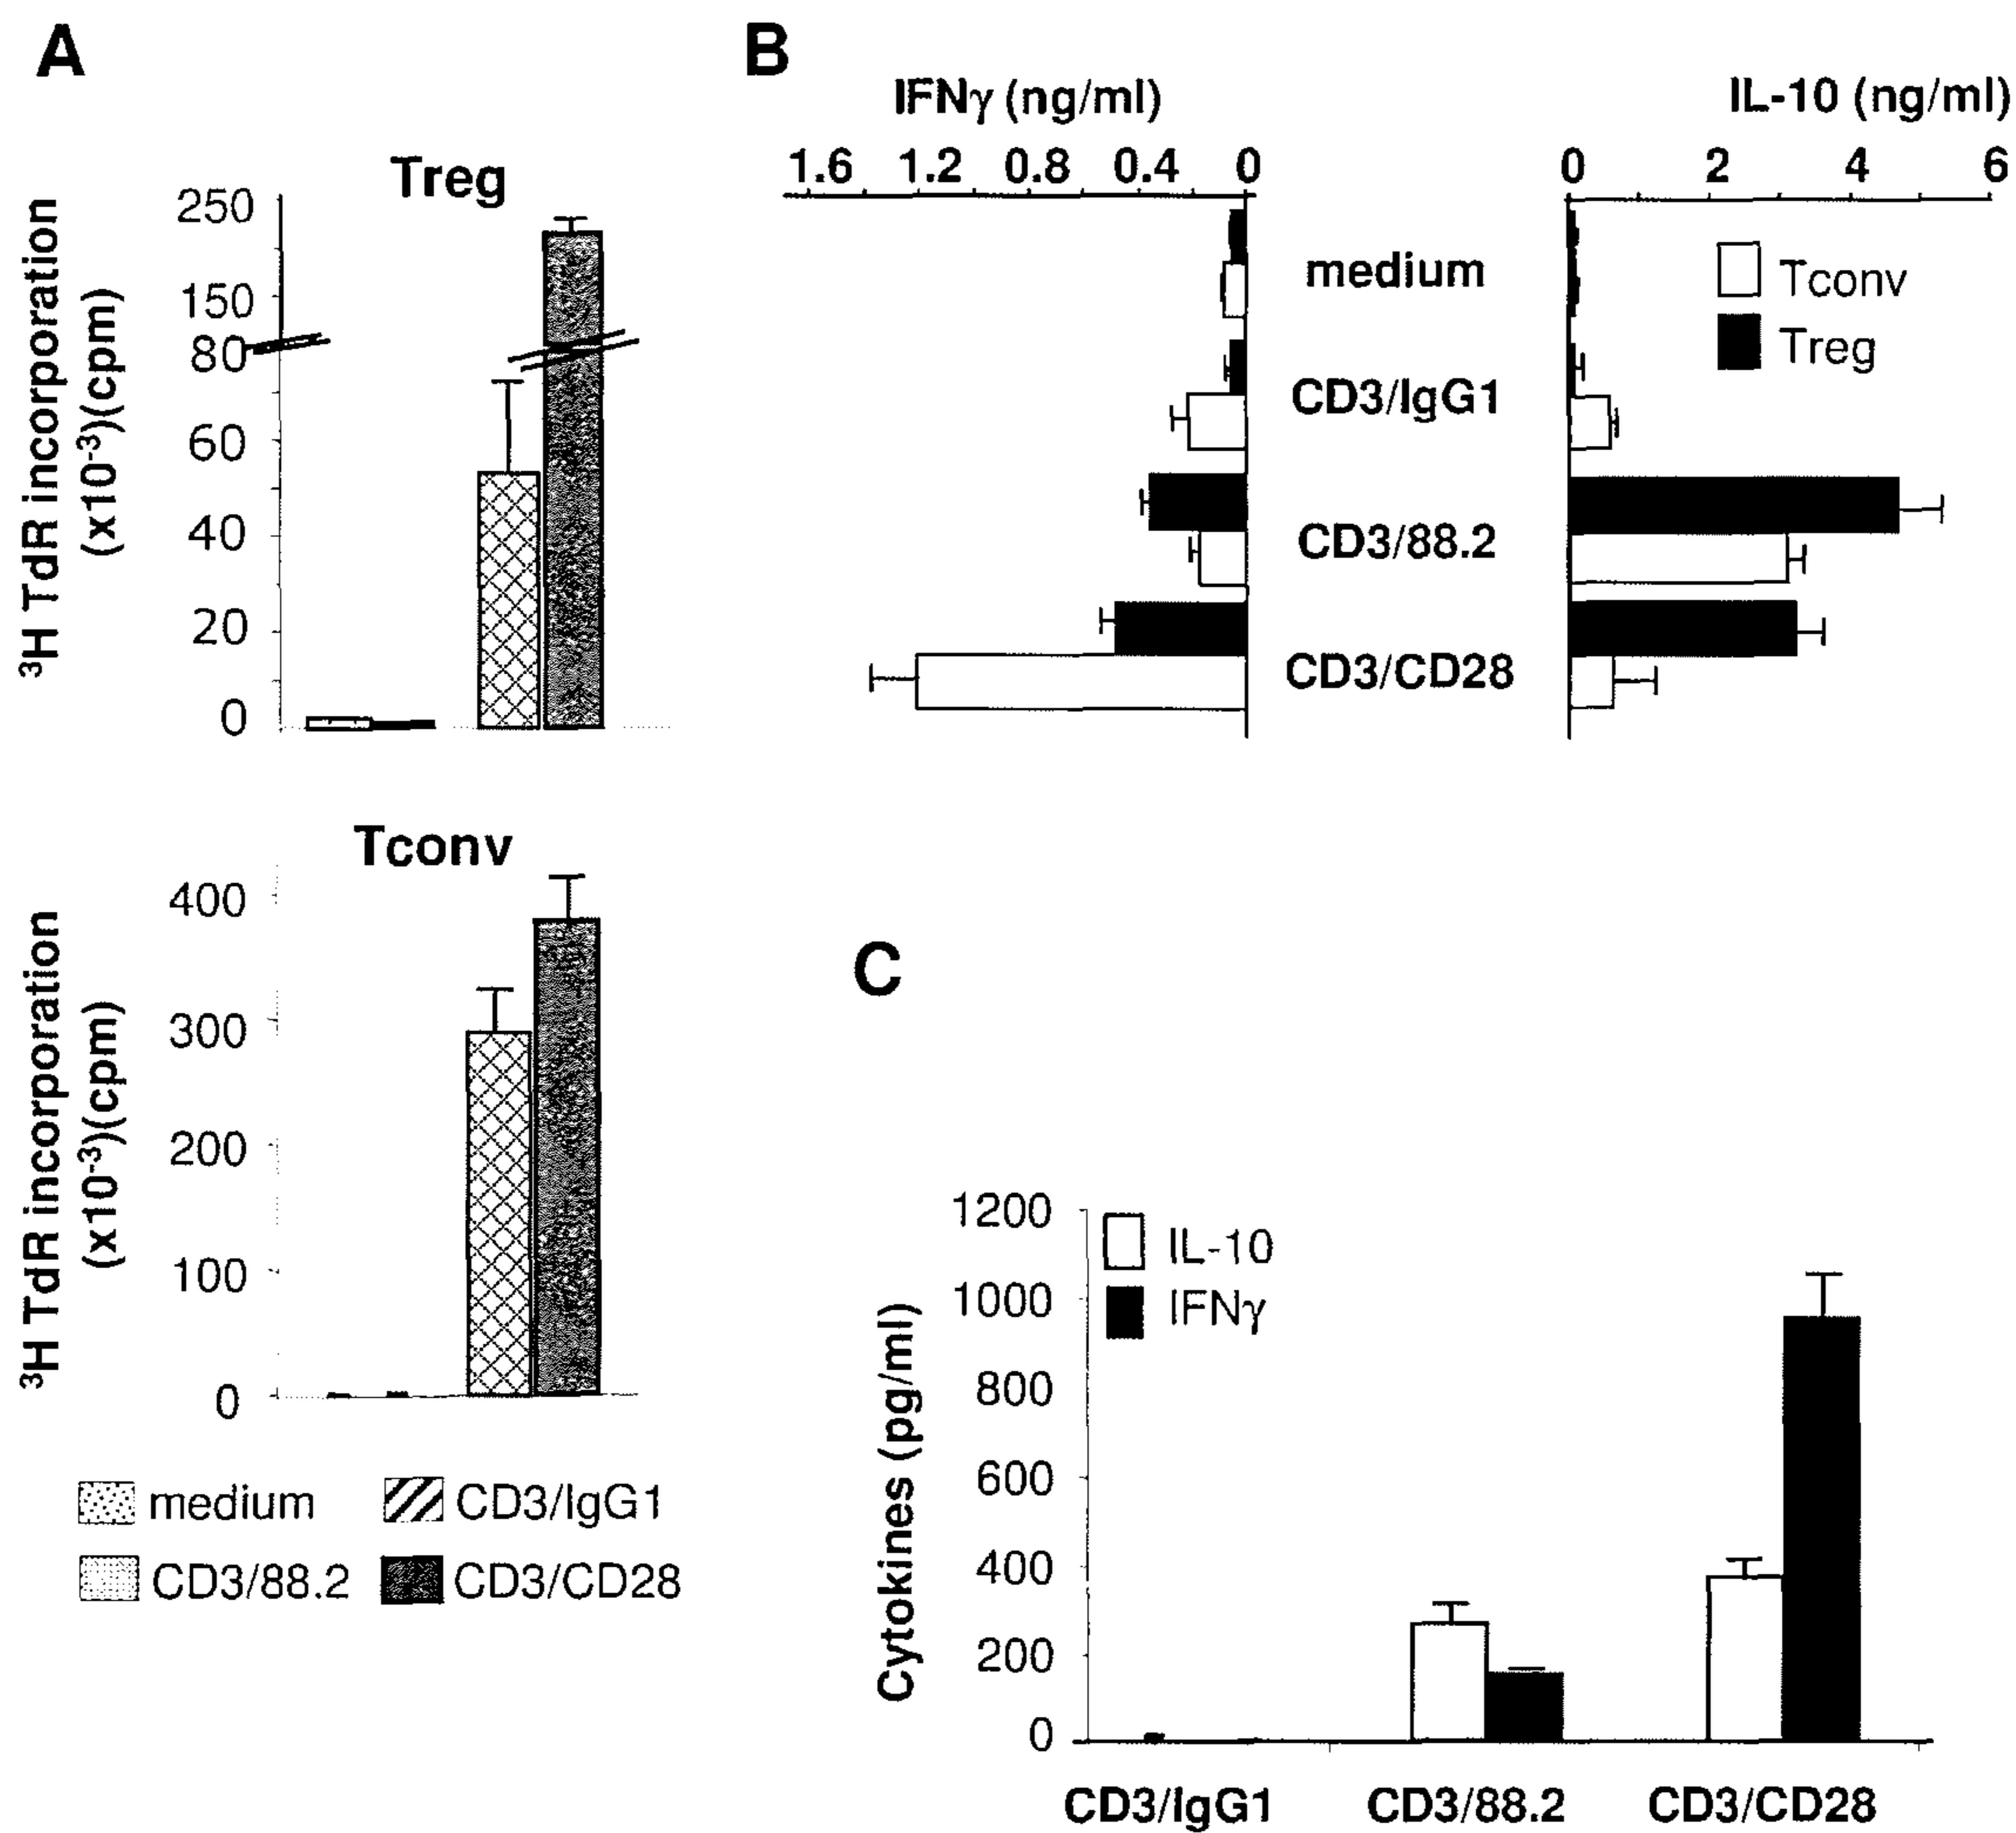 A
Treg
³H TdR incorporation
(x10⁻³)(cpm)
250
150
80
60
40
20
0
Tconv
³H TdR incorporation
(x10⁻³)(cpm)
400
300
200
100
0
medium
CD3/IgG1
CD3/88.2
CD3/CD28
B
IFNγ (ng/ml)
IL-10 (ng/ml)
1.6 1.2 0.8 0.4 0
0 2 4 6
medium
CD3/IgG1
CD3/88.2
CD3/CD28
Tconv
Treg
C
Cytokines (pg/ml)
1200
1000
800
600
400
200
0
IL-10
IFNγ
CD3/IgG1 CD3/88.2 CD3/CD28